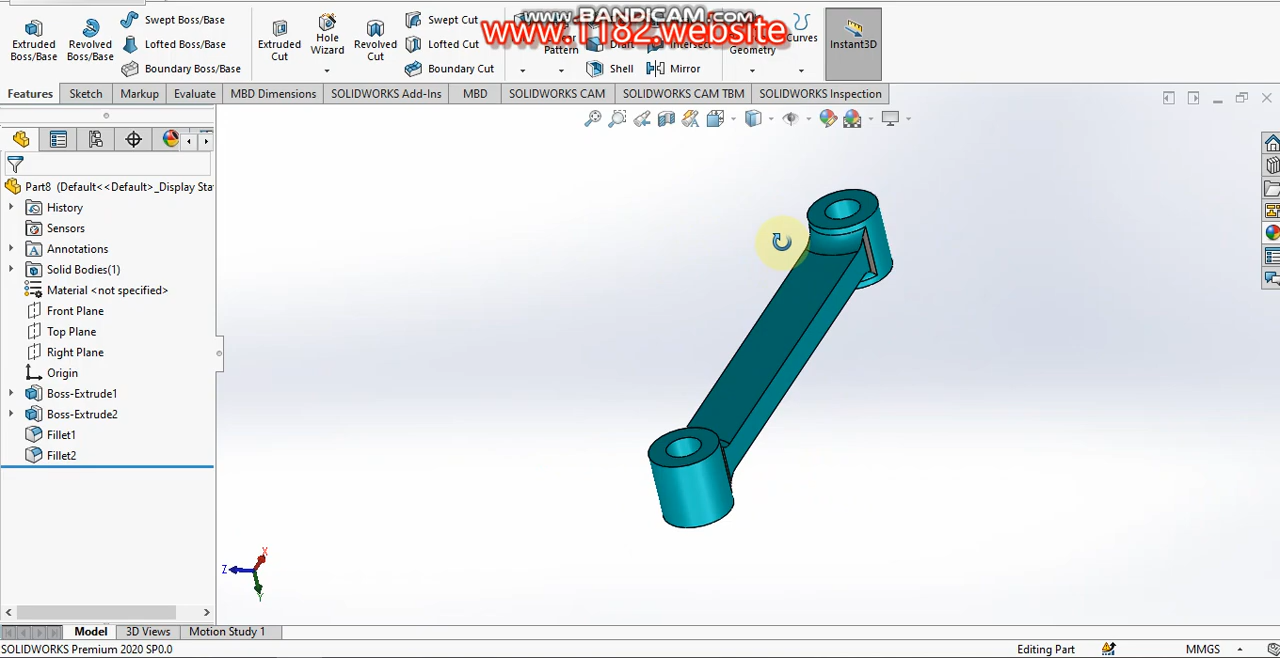 www.BANDICAM.com
www.1182.website
Extruded Boss/Base
Revolved Boss/Base
Swept Boss/Base
Lofted Boss/Base
Boundary Boss/Base
Extruded Cut
Hole Wizard
Revolved Cut
Swept Cut
Lofted Cut
Boundary Cut
Pattern
Draft
Shell
Intersect
Mirror
Geometry
Curves
Instant3D
Features
Sketch
Markup
Evaluate
MBD Dimensions
SOLIDWORKS Add-Ins
MBD
SOLIDWORKS CAM
SOLIDWORKS CAM TBM
SOLIDWORKS Inspection
Part8 (Default<<Default>_Display Sta
History
Sensors
Annotations
Solid Bodies(1)
Material <not specified>
Front Plane
Top Plane
Right Plane
Origin
Boss-Extrude1
Boss-Extrude2
Fillet1
Fillet2
X
Z
Y
Model
3D Views
Motion Study 1
SOLIDWORKS Premium 2020 SP0.0
Editing Part
MMGS